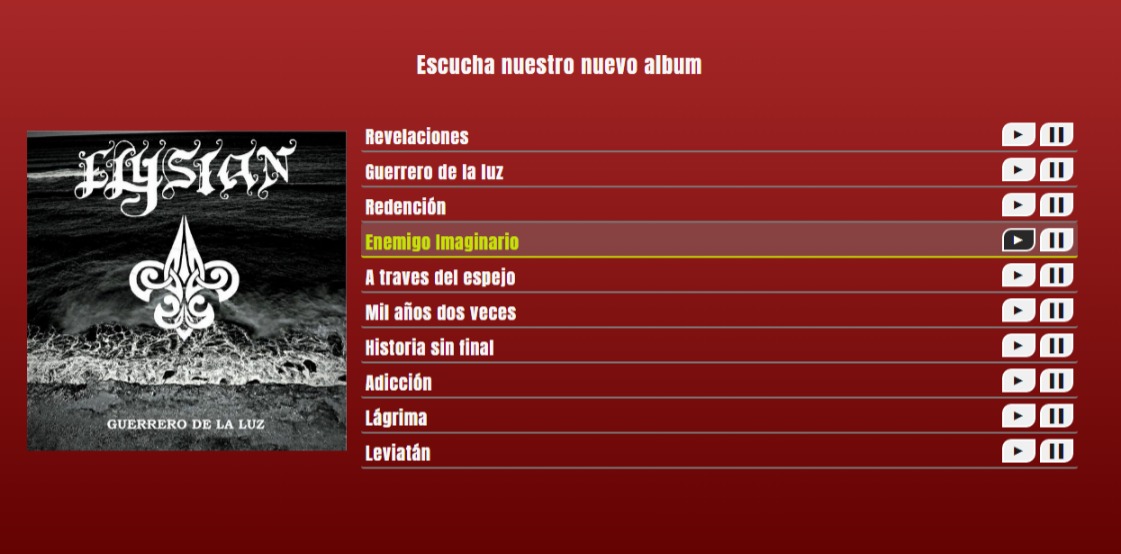 Escucha nuestro nuevo album
ELYSIAN
GUERRERO DE LA LUZ
Revelaciones
Guerrero de la luz
Redención
Enemigo Imaginario
A traves del espejo
Mil años dos veces
Historia sin final
Adicción
Lágrima
Leviatán